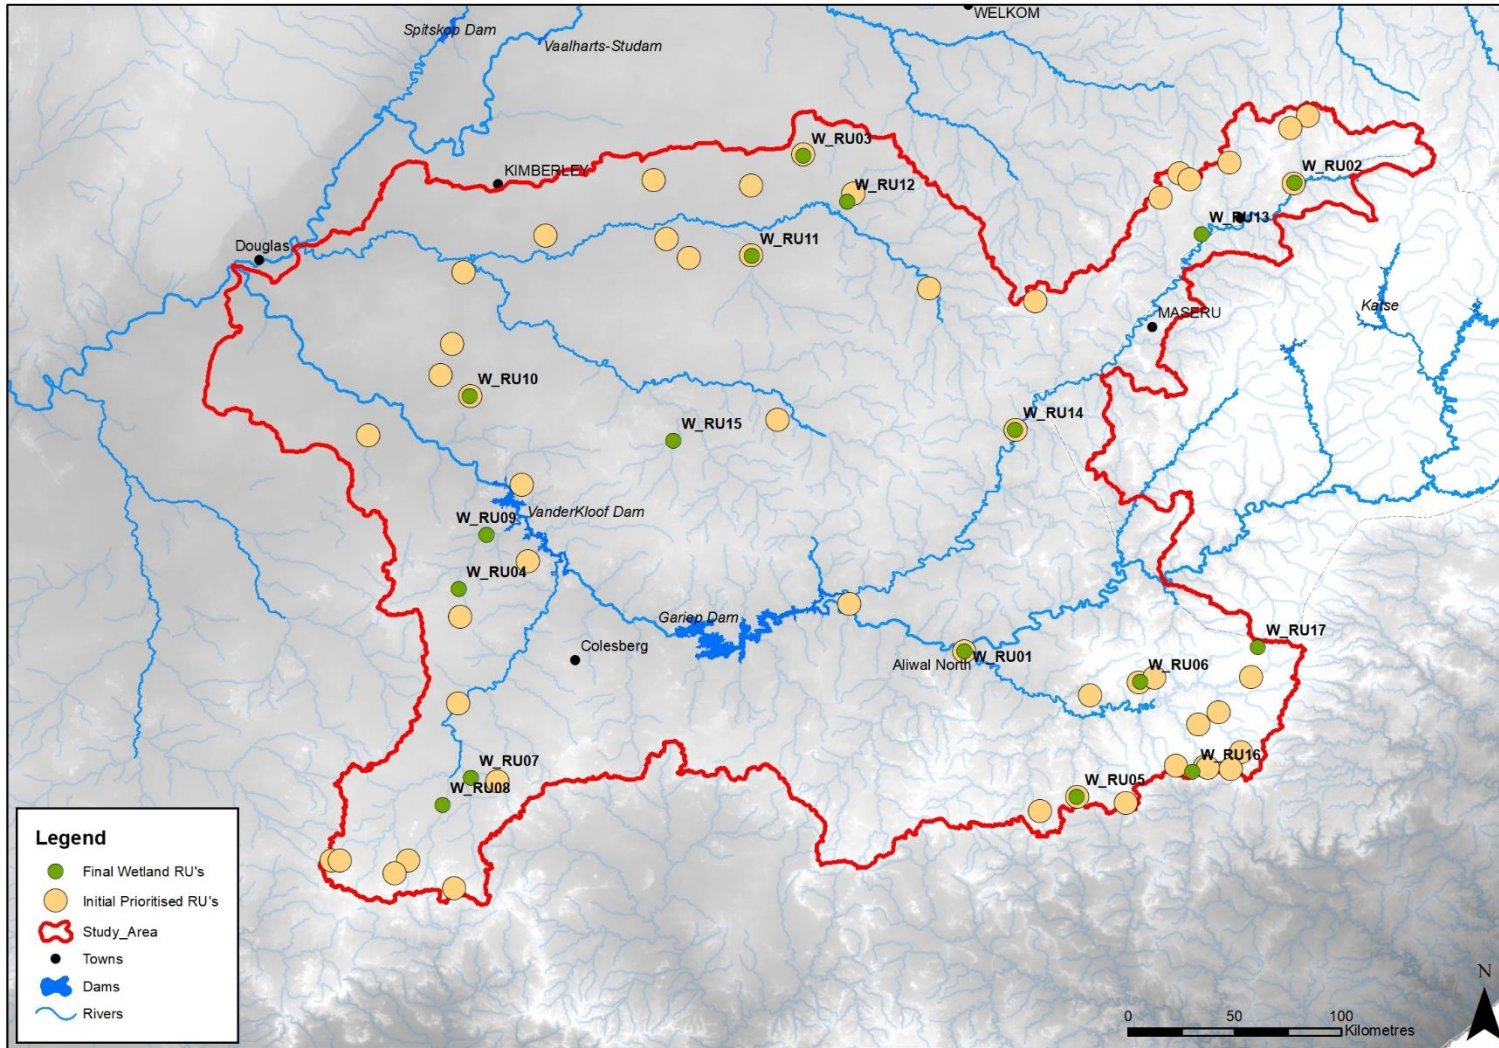 WELKOM
Spitskop Dam
Vaalharts-Studam
W_RU03
KIMBERLEY
W_RU02
W_RU12
W_RU13
Douglas
W_RU11
Katse
MASERU
W_RU10
W_RU14
W_RU15
VanderKloof Dam
W_RU09
W_RU04
Gariep Dam
Colesberg
W_RU17
W_RU01
Aliwal North
W_RU06
W_RU16
W_RU07
W_RU05
W_RU08
Legend
Final Wetland RU's
Initial Prioritised RU's
Study_Area
Towns
Dams
Rivers
N
0 50 100
Kilometres